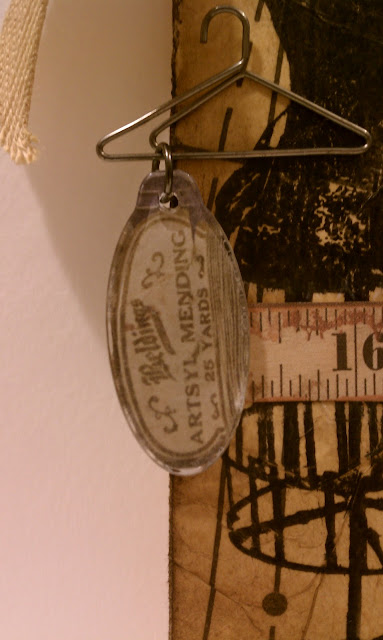 Beldings
ARTSYL MENDING
25 YARDS
16